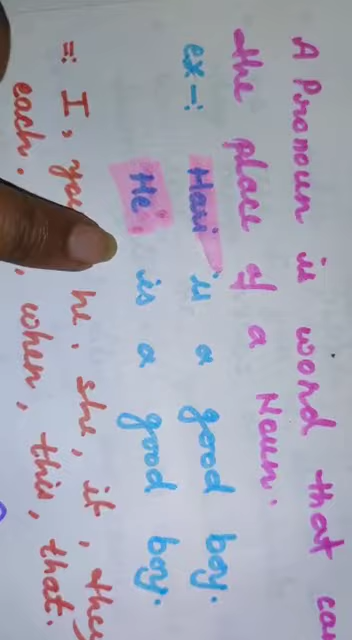 A Pronoun is word that ca
the place of a Noun.
ex-: Hari is a good boy.
He is a good boy.
=: I, you he, she, it, they
each. , when, this, that.